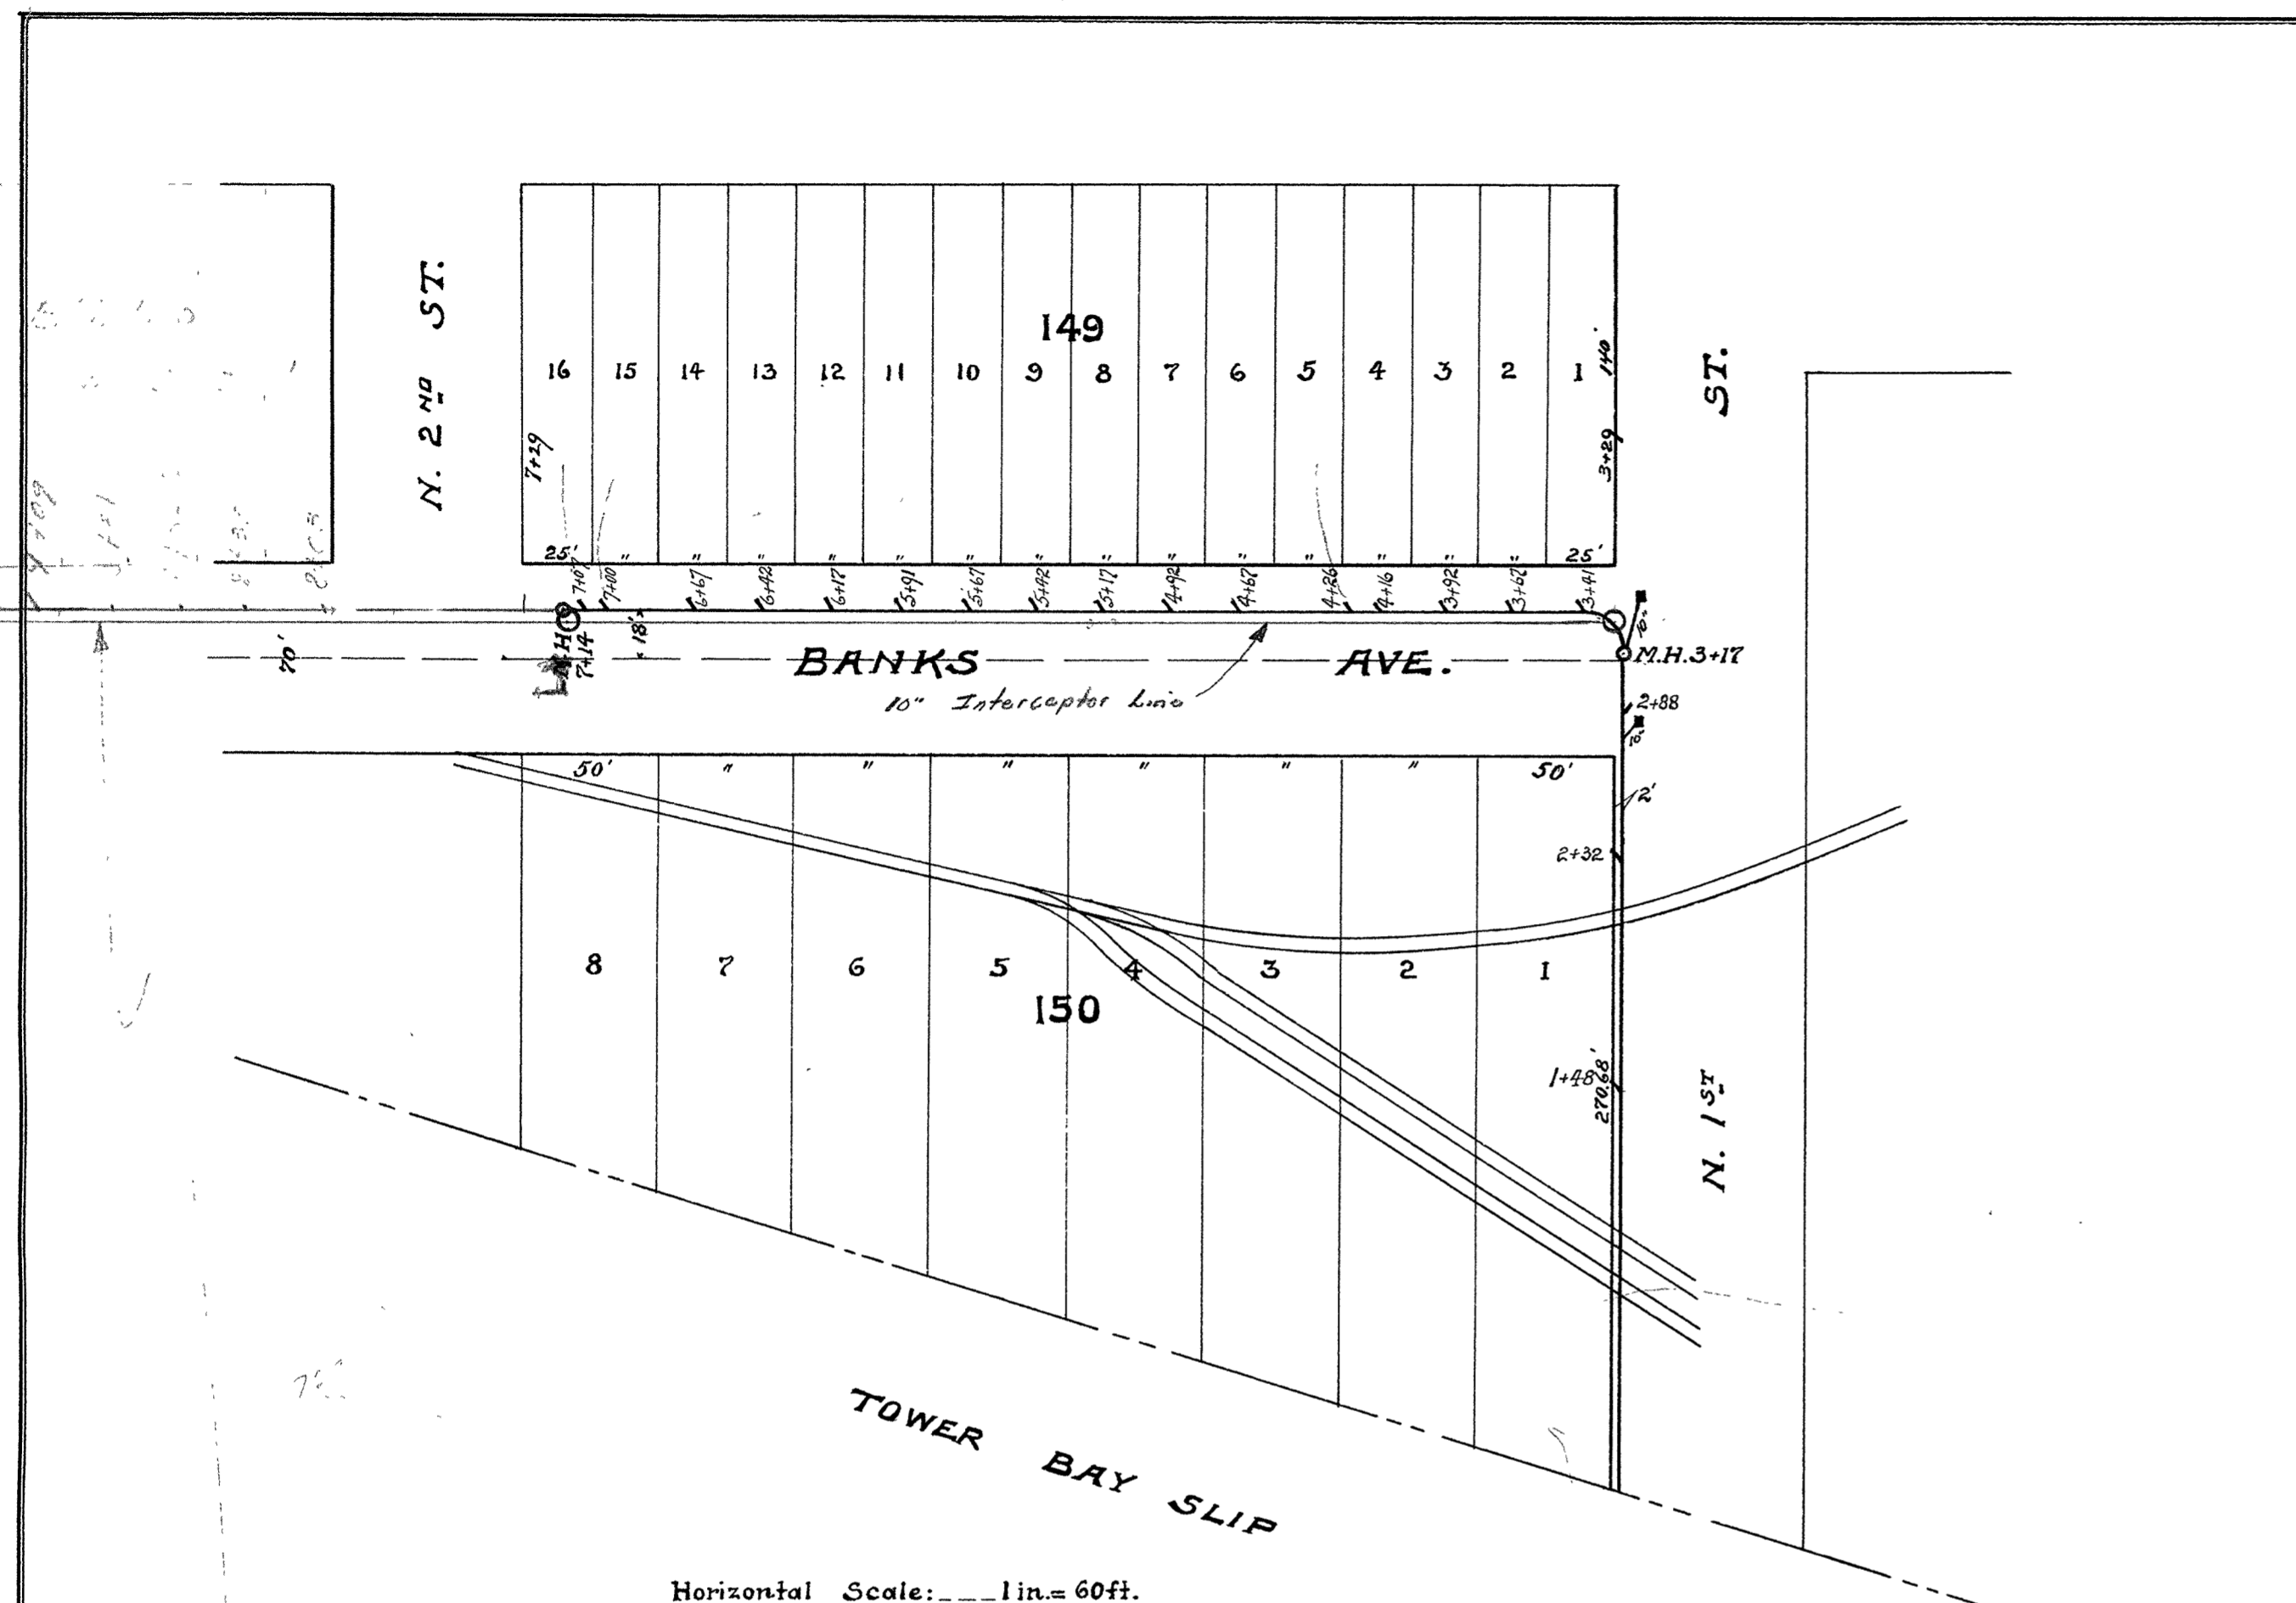 N. 2ND ST.
149
16 15 14 13 12 11 10 9 8 7 6 5 4 3 2 1
140'
ST.
7+29
3+29
25' " " " " " " " " " " " " " " 25'
7+07 7+00 6+67 6+42 6+17 5+91 5+67 5+42 5+17 4+92 4+67 4+26 4+16 3+92 3+67 3+41
70'
M.H.
7+14
18'
BANKS AVE.
M.H.3+17
10" Interceptor Line
2+88
10'
50' " " " " " " 50'
2'
2+32
8 7 6 5 4 3 2 1
150
1+48
270.68'
N. 1ST
TOWER BAY SLIP
Horizontal Scale:___1in.= 60ft.